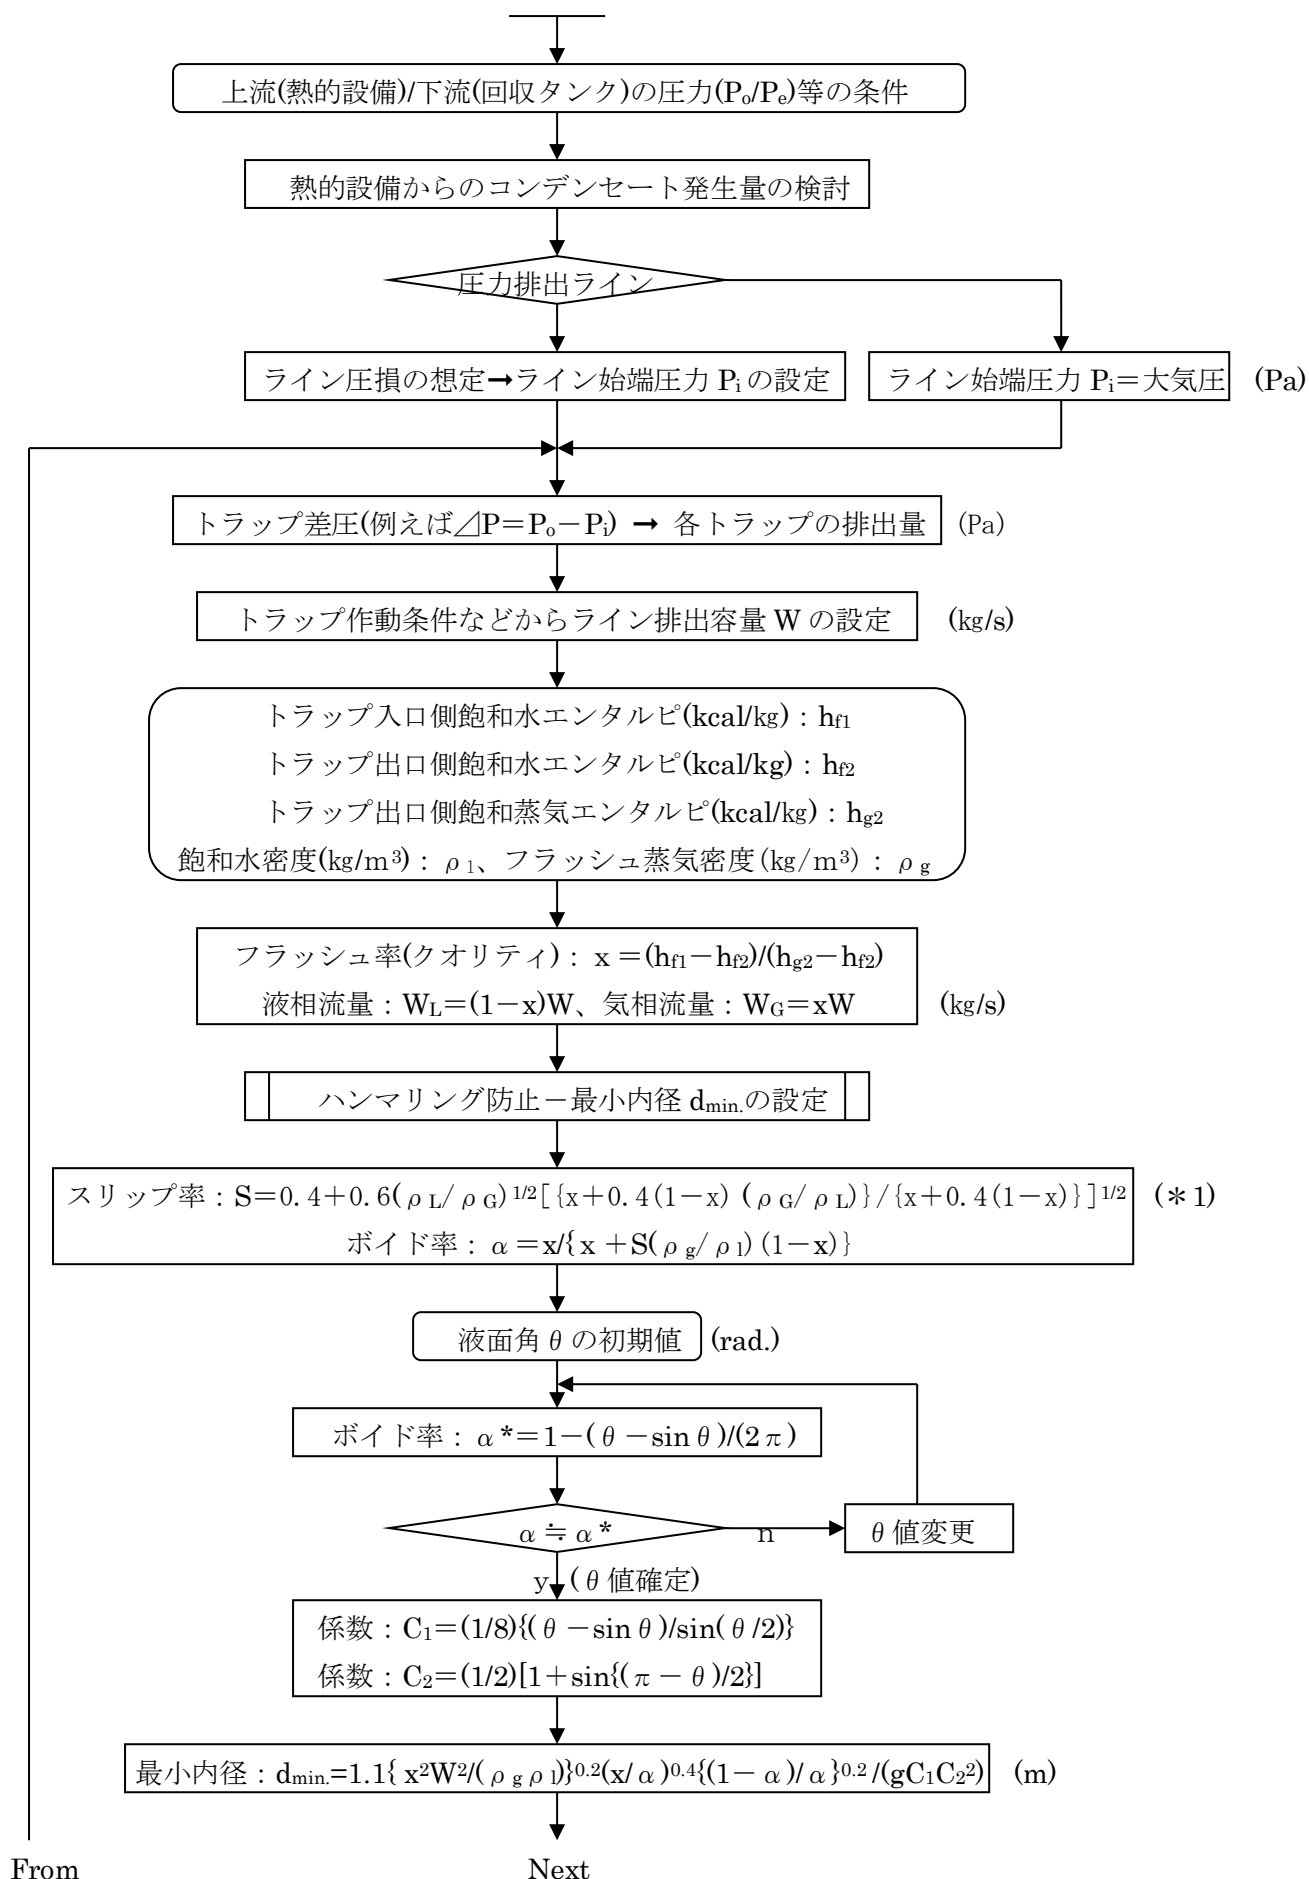 上流(熱的設備)/下流(回収タンク)の圧力(Po/Pe)等の条件
熱的設備からのコンデンセート発生量の検討
圧力排出ライン
ライン圧損の想定→ライン始端圧力 Pi の設定
ライン始端圧力 Pi＝大気圧 (Pa)
トラップ差圧(例えば⊿P＝Po－Pi) → 各トラップの排出量 (Pa)
トラップ作動条件などからライン排出容量 W の設定 (kg/s)
トラップ入口側飽和水エンタルピ(kcal/kg)：hf1
トラップ出口側飽和水エンタルピ(kcal/kg)：hf2
トラップ出口側飽和蒸気エンタルピ(kcal/kg)：hg2
飽和水密度(kg/m3)：ρl、フラッシュ蒸気密度(kg/m3)：ρg
フラッシュ率(クオリティ)：x＝(hf1－hf2)/(hg2－hf2)
液相流量：WL＝(1－x)W、気相流量：WG＝xW (kg/s)
ハンマリング防止－最小内径 dmin.の設定
スリップ率：S＝0.4＋0.6(ρL/ρG)1/2[{x＋0.4(1－x) (ρG/ρL)}/{x＋0.4(1－x)}]1/2 (＊1)
ボイド率：α＝x/{x＋S(ρg/ρl)(1－x)}
液面角θの初期値 (rad.)
ボイド率：α*＝1－(θ－sinθ)/(2π)
α≒α*
n
θ値変更
y (θ値確定)
係数：C1＝(1/8){(θ－sinθ)/sin(θ/2)}
係数：C2＝(1/2)[1＋sin{(π－θ)/2}]
最小内径：dmin.=1.1{x2W2/(ρgρl)}0.2(x/α)0.4{(1－α)/α}0.2/(gC1C22) (m)
From
Next